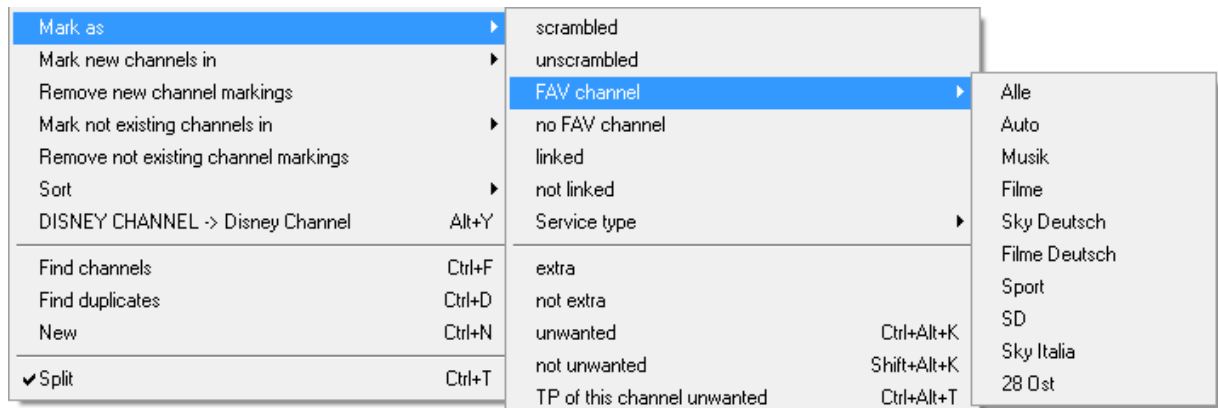 Mark as
Mark new channels in
Remove new channel markings
Mark not existing channels in
Remove not existing channel markings
Sort
DISNEY CHANNEL -> Disney Channel Alt+Y
Find channels Ctrl+F
Find duplicates Ctrl+D
New Ctrl+N
Split Ctrl+T
scrambled
unscrambled
FAV channel
no FAV channel
linked
not linked
Service type
extra
not extra
unwanted Ctrl+Alt+K
not unwanted Shift+Alt+K
TP of this channel unwanted Ctrl+Alt+T
Alle
Auto
Musik
Filme
Sky Deutsch
Filme Deutsch
Sport
SD
Sky Italia
28 Ost